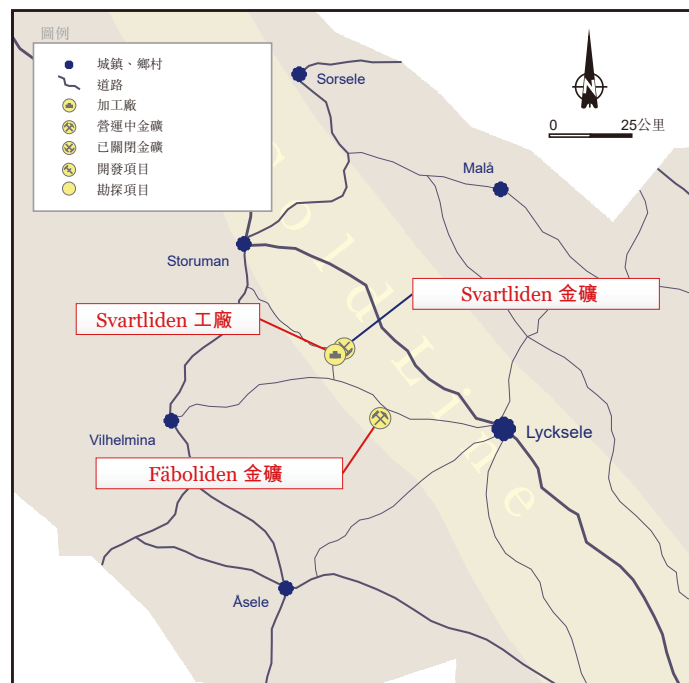 圖例
城鎮、鄉村
道路
加工廠
營運中金礦
已關閉金礦
開發項目
勘探項目
N
0 25公里
Sorsele
Malå
Storuman
Gold Line
Svartliden 金礦
Svartliden 工廠
Vilhelmina
Lycksele
Fäboliden 金礦
Åsele